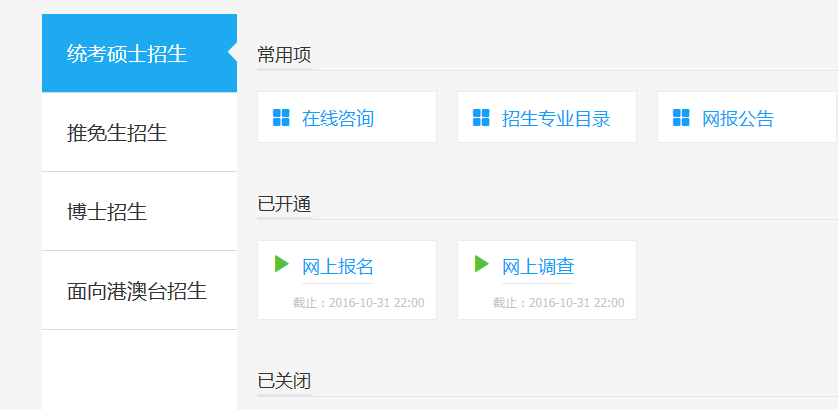 统考硕士招生
推免生招生
博士招生
面向港澳台招生
常用项
在线咨询
招生专业目录
网报公告
已开通
网上报名
截止：2016-10-31 22:00
网上调查
截止：2016-10-31 22:00
已关闭